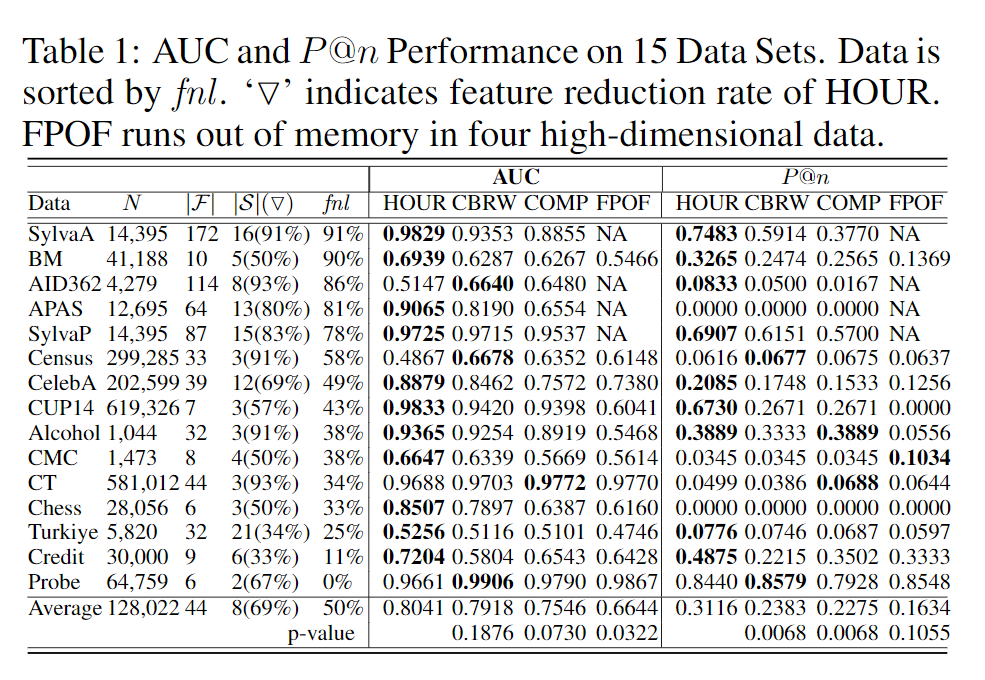 Table 1: AUC and P@n Performance on 15 Data Sets. Data is
sorted by fnl. ‘▽’ indicates feature reduction rate of HOUR.
FPOF runs out of memory in four high-dimensional data.
AUC P@n
Data N |F| |S|(▽) fnl HOUR CBRW COMP FPOF HOUR CBRW COMP FPOF
SylvaA 14,395 172 16(91%) 91% 0.9829 0.9353 0.8855 NA 0.7483 0.5914 0.3770 NA
BM 41,188 10 5(50%) 90% 0.6939 0.6287 0.6267 0.5466 0.3265 0.2474 0.2565 0.1369
AID362 4,279 114 8(93%) 86% 0.5147 0.6640 0.6480 NA 0.0833 0.0500 0.0167 NA
APAS 12,695 64 13(80%) 81% 0.9065 0.8190 0.6554 NA 0.0000 0.0000 0.0000 NA
SylvaP 14,395 87 15(83%) 78% 0.9725 0.9715 0.9537 NA 0.6907 0.6151 0.5700 NA
Census 299,285 33 3(91%) 58% 0.4867 0.6678 0.6352 0.6148 0.0616 0.0677 0.0675 0.0637
CelebA 202,599 39 12(69%) 49% 0.8879 0.8462 0.7572 0.7380 0.2085 0.1748 0.1533 0.1256
CUP14 619,326 7 3(57%) 43% 0.9833 0.9420 0.9398 0.6041 0.6730 0.2671 0.2671 0.0000
Alcohol 1,044 32 3(91%) 38% 0.9365 0.9254 0.8919 0.5468 0.3889 0.3333 0.3889 0.0556
CMC 1,473 8 4(50%) 38% 0.6647 0.6339 0.5669 0.5614 0.0345 0.0345 0.0345 0.1034
CT 581,012 44 3(93%) 34% 0.9688 0.9703 0.9772 0.9770 0.0499 0.0386 0.0688 0.0644
Chess 28,056 6 3(50%) 33% 0.8507 0.7897 0.6387 0.6160 0.0000 0.0000 0.0000 0.0000
Turkiye 5,820 32 21(34%) 25% 0.5256 0.5116 0.5101 0.4746 0.0776 0.0746 0.0687 0.0597
Credit 30,000 9 6(33%) 11% 0.7204 0.5804 0.6543 0.6428 0.4875 0.2215 0.3502 0.3333
Probe 64,759 6 2(67%) 0% 0.9661 0.9906 0.9790 0.9867 0.8440 0.8579 0.7928 0.8548
Average 128,022 44 8(69%) 50% 0.8041 0.7918 0.7546 0.6644 0.3116 0.2383 0.2275 0.1634
p-value 0.1876 0.0730 0.0322 0.0068 0.0068 0.1055